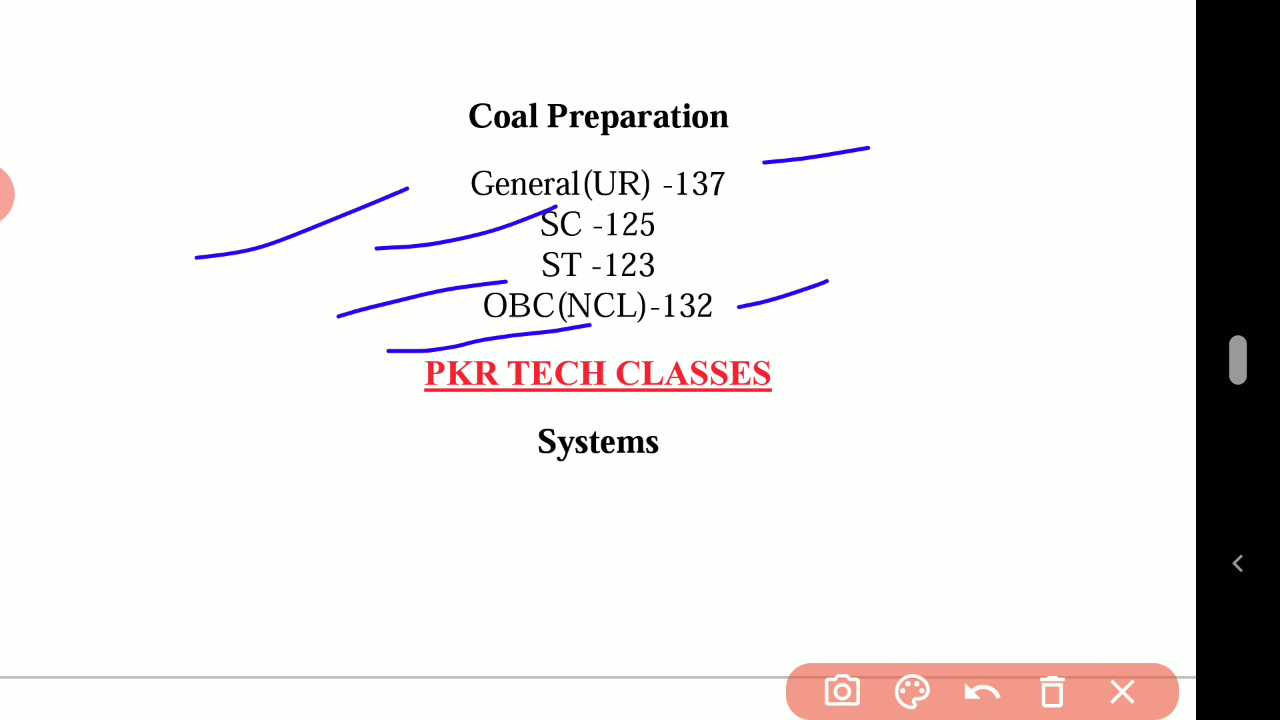 Coal Preparation
General(UR) -137
SC -125
ST -123
OBC(NCL)-132
PKR TECH CLASSES
Systems